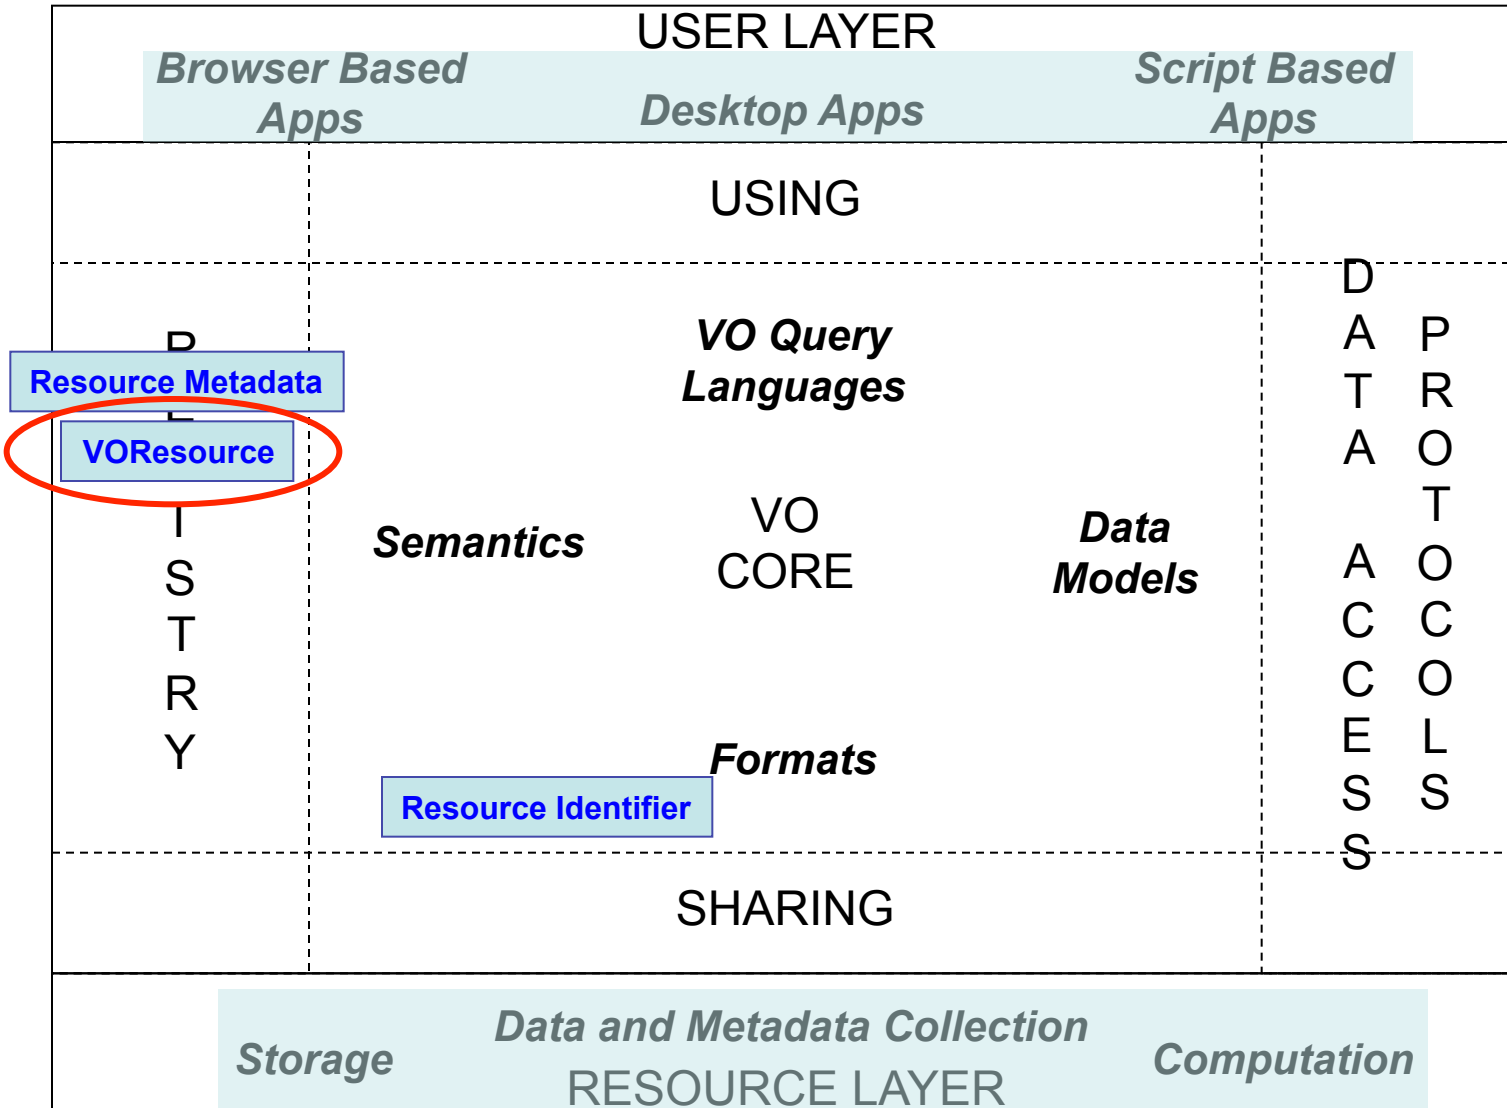 USER LAYER
Browser Based
Apps
Desktop Apps
Script Based
Apps
USING
R
Resource Metadata
E
VOResource
I
S
T
R
Y
VO Query
Languages
Semantics
VO
CORE
Data
Models
Formats
Resource Identifier
D
A
T
A
A
C
C
E
S
S
P
R
O
T
O
C
O
L
S
SHARING
Storage
Data and Metadata Collection
Computation
RESOURCE LAYER